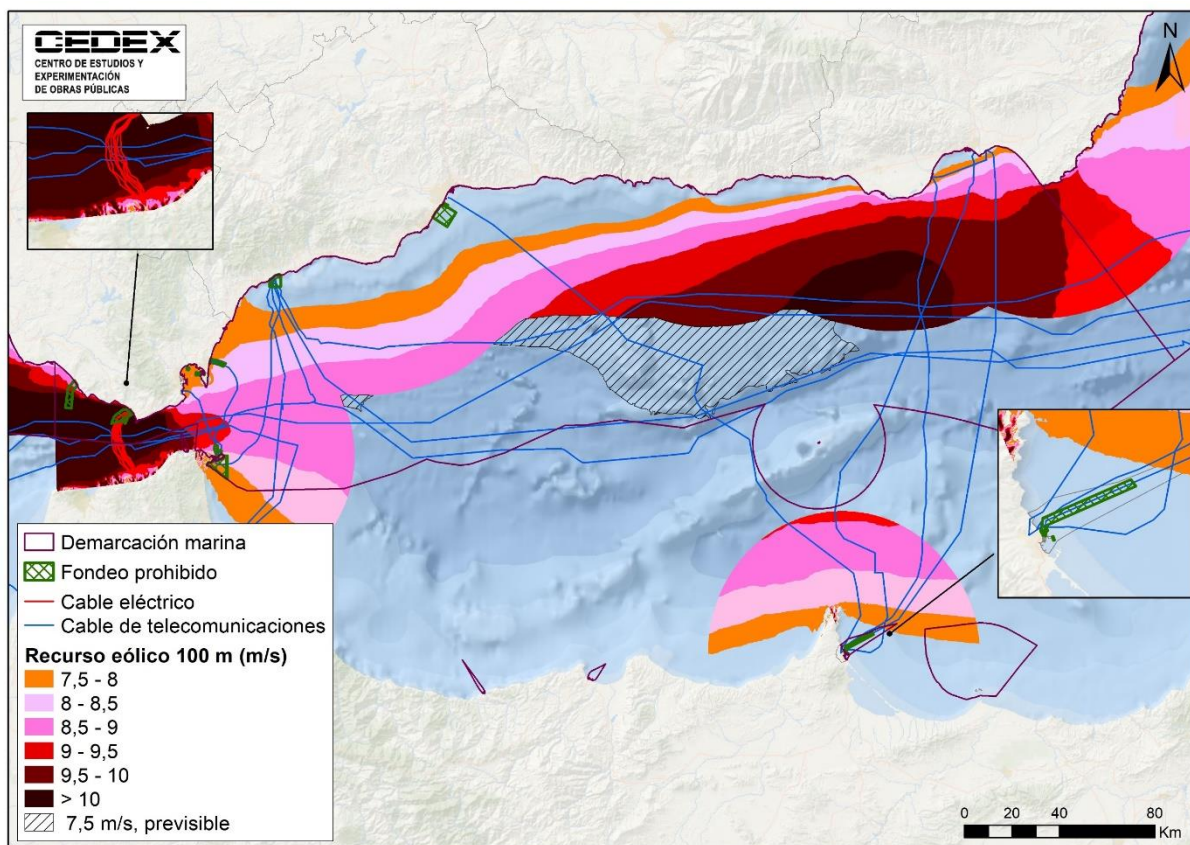 CEDEX
CENTRO DE ESTUDIOS Y
EXPERIMENTACIÓN
DE OBRAS PÚBLICAS
N
Demarcación marina
Fondeo prohibido
Cable eléctrico
Cable de telecomunicaciones
Recurso eólico 100 m (m/s)
7,5 - 8
8 - 8,5
8,5 - 9
9 - 9,5
9,5 - 10
> 10
7,5 m/s, previsible
0 20 40 60 80
Km